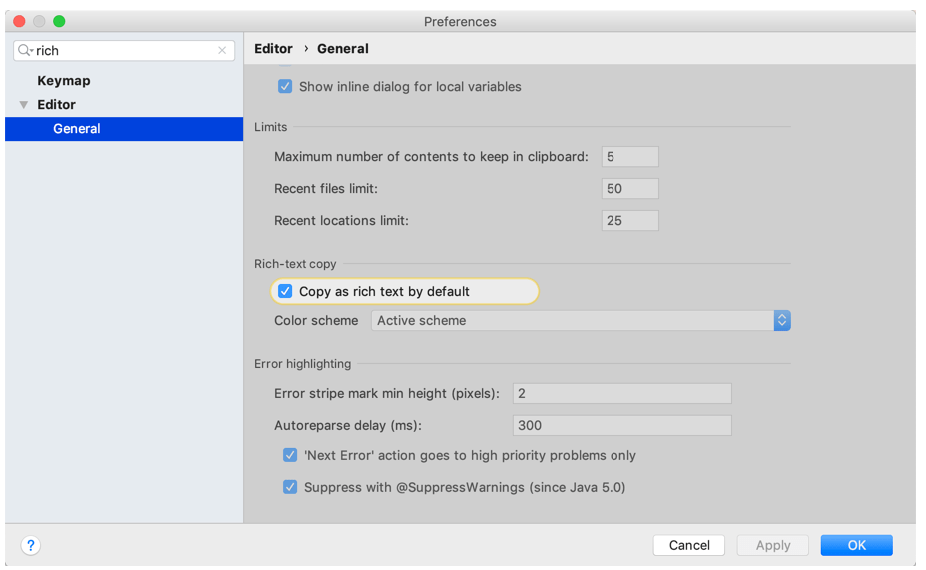 Preferences
rich
Keymap
Editor
General
Editor › General
Show inline dialog for local variables
Limits
Maximum number of contents to keep in clipboard: 5
Recent files limit: 50
Recent locations limit: 25
Rich-text copy
Copy as rich text by default
Color scheme Active scheme
Error highlighting
Error stripe mark min height (pixels): 2
Autoreparse delay (ms): 300
'Next Error' action goes to high priority problems only
Suppress with @SuppressWarnings (since Java 5.0)
? Cancel Apply OK